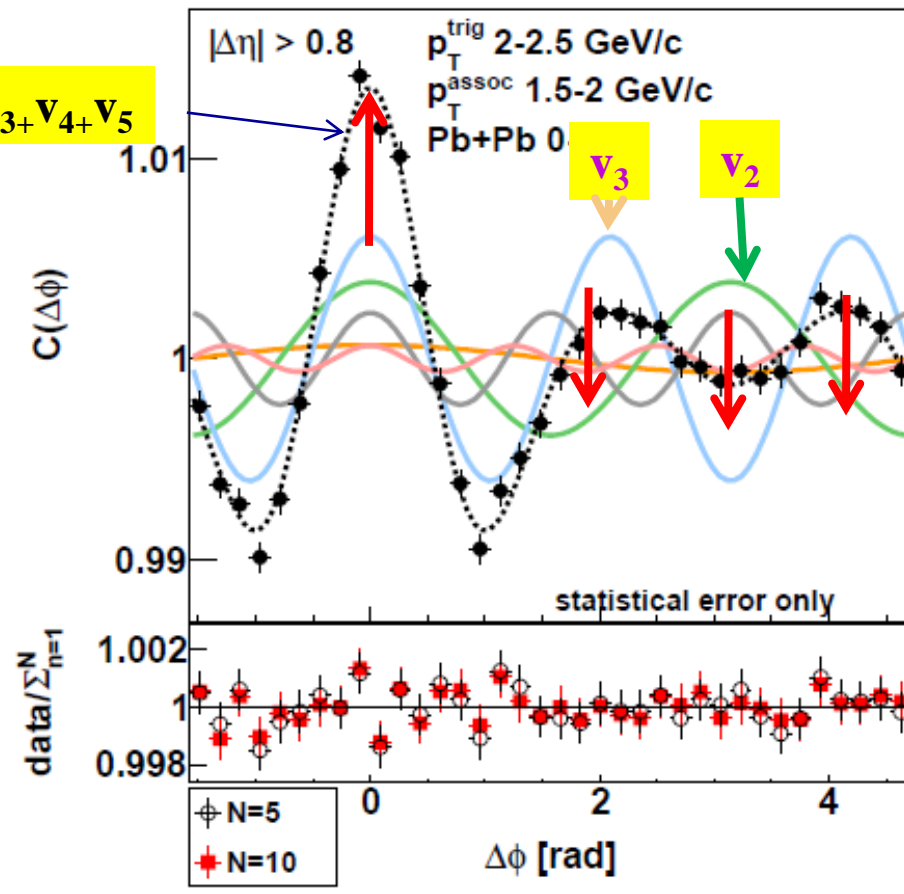 |Δη| > 0.8
p_T^trig 2-2.5 GeV/c
p_T^assoc 1.5-2 GeV/c
Pb+Pb 0
3+v4+v5
v3
v2
1.01
1
0.99
C(Δϕ)
statistical error only
1.002
1
0.998
data/Σ^N_n=1
0
2
4
N=5
N=10
Δϕ [rad]